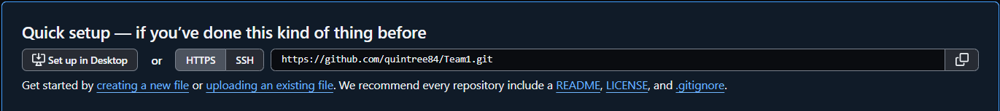 Quick setup — if you’ve done this kind of thing before
Set up in Desktop or HTTPS SSH https://github.com/quintree84/Team1.git
Get started by creating a new file or uploading an existing file. We recommend every repository include a README, LICENSE, and .gitignore.